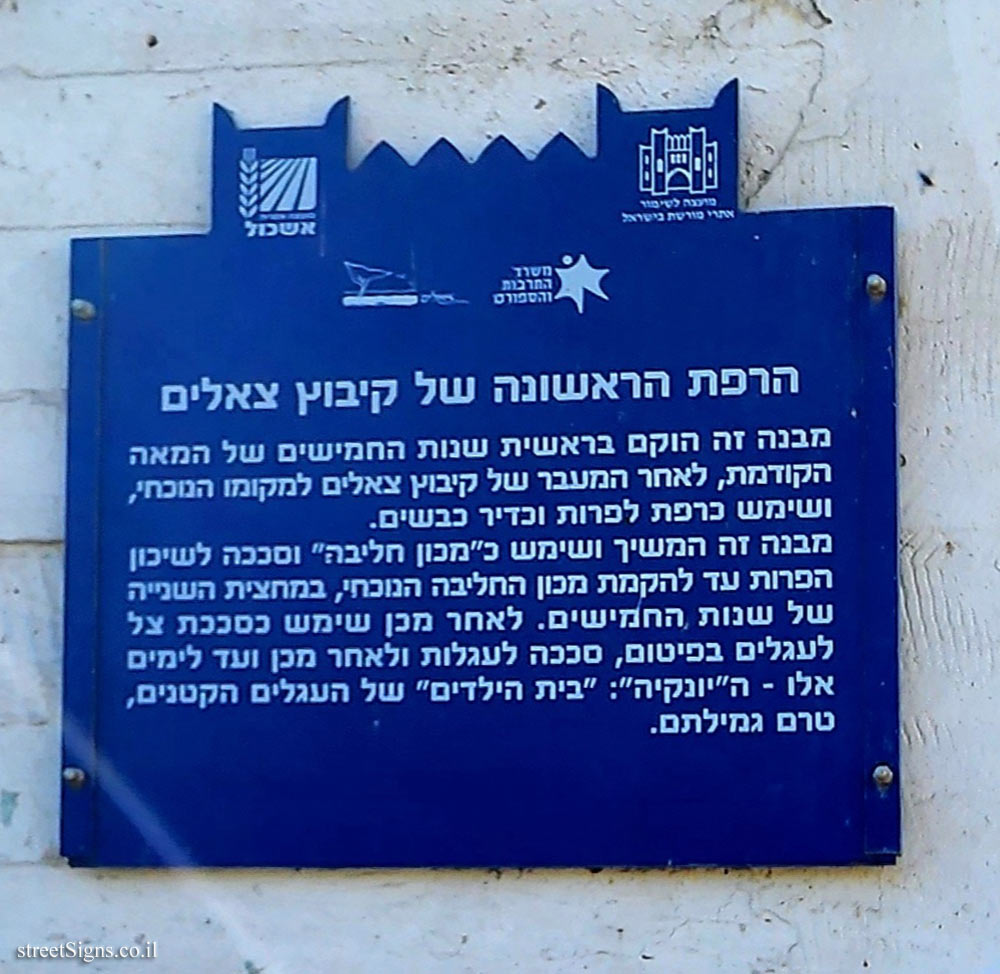 מועצה לשימור
אתרי מורשת בישראל
מועצה אזורית
אשכול
משרד
התרבות
והספורט
צאלים
הרפת הראשונה של קיבוץ צאלים
מבנה זה הוקם בראשית שנות החמישים של המאה
הקודמת, לאחר המעבר של קיבוץ צאלים למקומו הנוכחי,
ושימש כרפת לפרות וכדיר כבשים.
מבנה זה המשיך ושימש כ"מכון חליבה" וסככה לשיכון
הפרות עד להקמת מכון החליבה הנוכחי, במחצית השנייה
של שנות החמישים. לאחר מכן שימש כסככת צל
לעגלים בפיטום, סככה לעגלות ולאחר מכן ועד לימים
אלו - ה"יונקיה": "בית הילדים" של העגלים הקטנים,
טרם גמילתם.
streetSigns.co.il